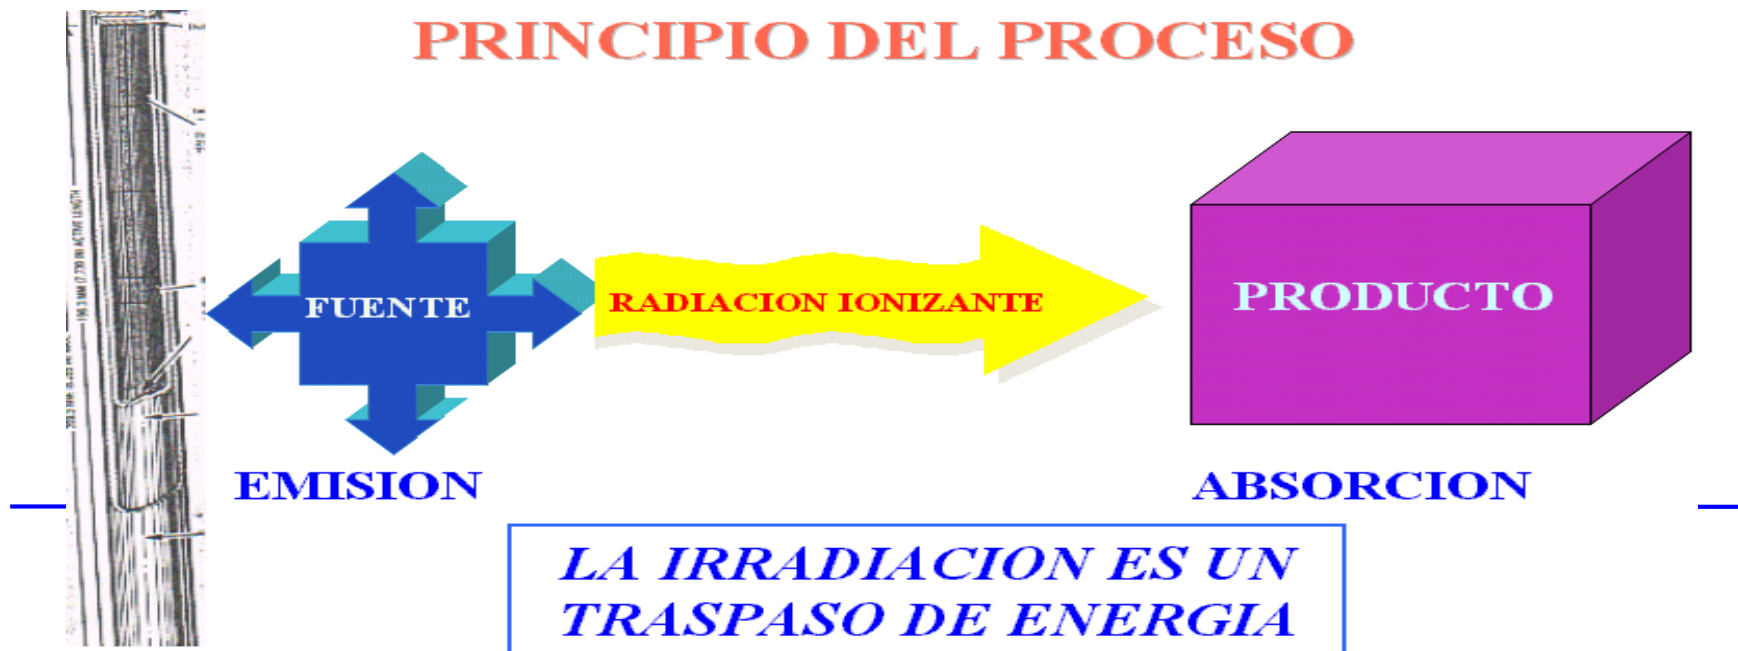 PRINCIPIO DEL PROCESO
FUENTE
RADIACION IONIZANTE
PRODUCTO
EMISION
ABSORCION
LA IRRADIACION ES UN
TRASPASO DE ENERGIA